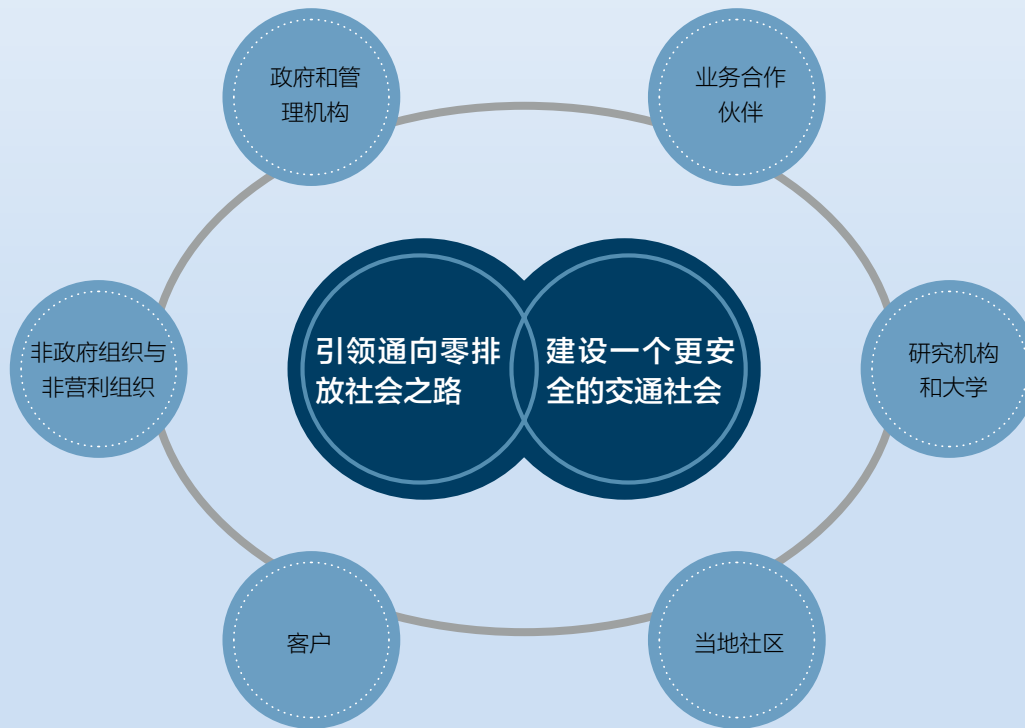 政府和管
理机构
业务合作
伙伴
非政府组织与
非营利组织
引领通向零排
放社会之路
建设一个更安
全的交通社会
研究机构
和大学
客户
当地社区